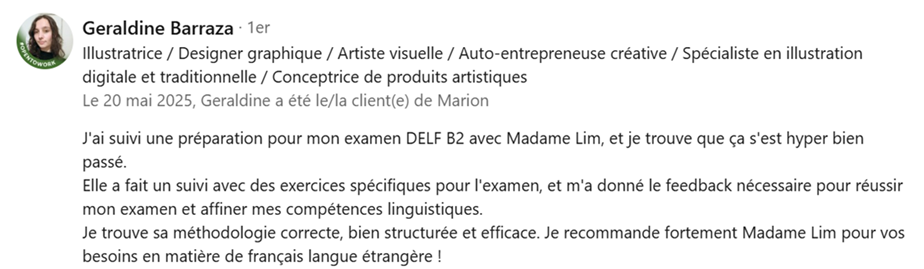 Geraldine Barraza · 1er
Illustratrice / Designer graphique / Artiste visuelle / Auto-entrepreneuse créative / Spécialiste en illustration
digitale et traditionnelle / Conceptrice de produits artistiques
Le 20 mai 2025, Geraldine a été le/la client(e) de Marion
J'ai suivi une préparation pour mon examen DELF B2 avec Madame Lim, et je trouve que ça s'est hyper bien
passé.
Elle a fait un suivi avec des exercices spécifiques pour l'examen, et m'a donné le feedback nécessaire pour réussir
mon examen et affiner mes compétences linguistiques.
Je trouve sa méthodologie correcte, bien structurée et efficace. Je recommande fortement Madame Lim pour vos
besoins en matière de français langue étrangère !
#OPENTOWORK